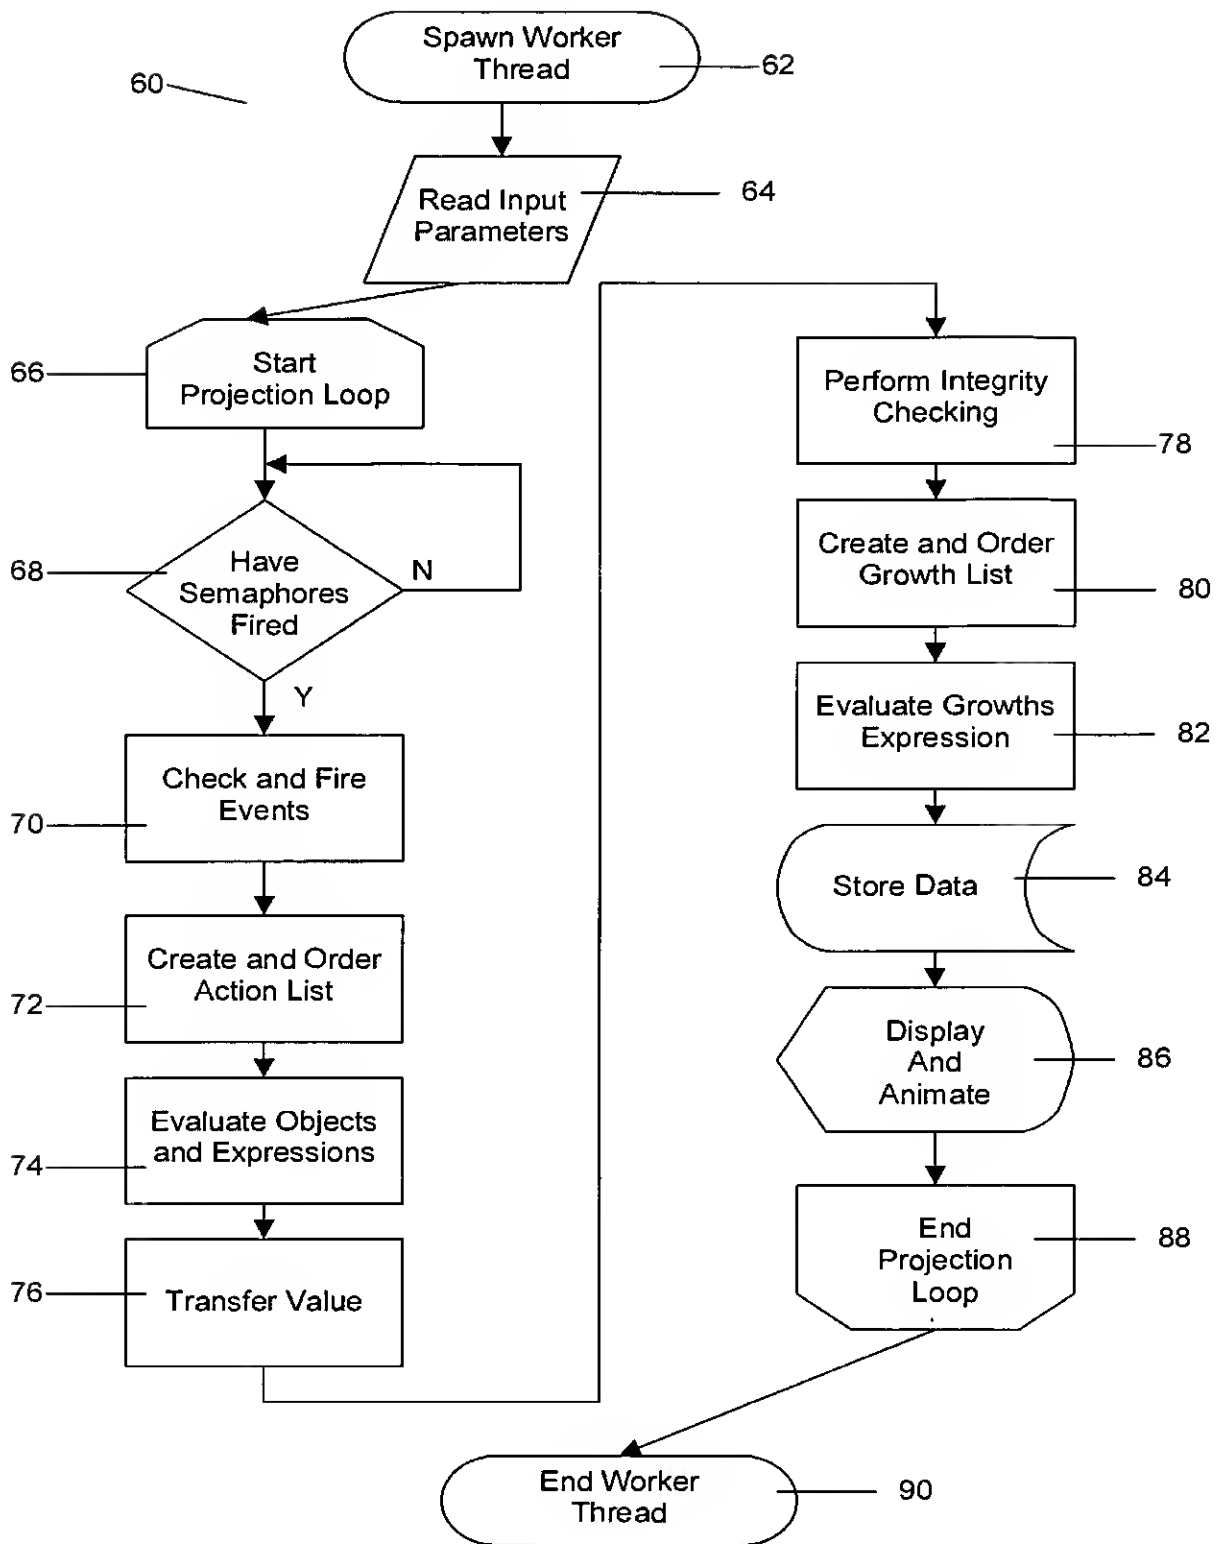 Spawn Worker
Thread
62
60
Read Input
Parameters
64
Start
Projection Loop
66
Have
Semaphores
Fired
68
N
Y
Check and Fire
Events
70
Create and Order
Action List
72
Evaluate Objects
and Expressions
74
Transfer Value
76
Perform Integrity
Checking
78
Create and Order
Growth List
80
Evaluate Growths
Expression
82
Store Data
84
Display
And
Animate
86
End
Projection
Loop
88
End Worker
Thread
90